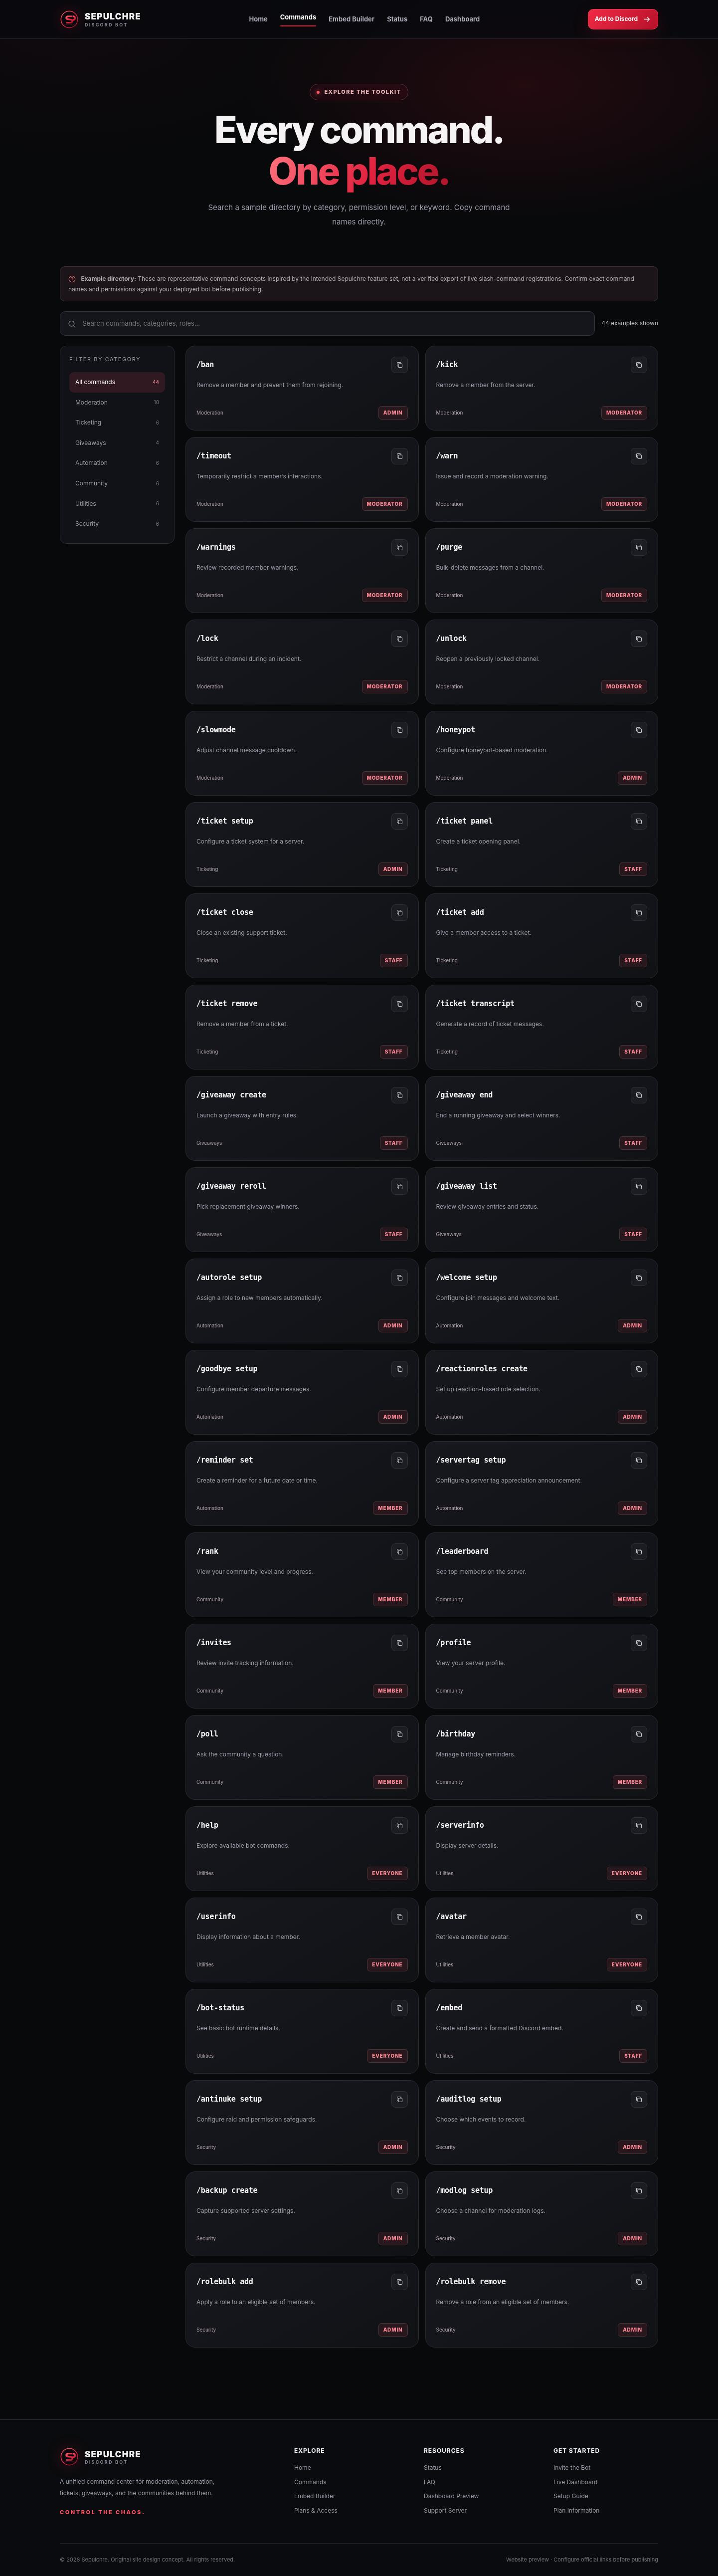 SEPULCHRE
DISCORD BOT
Home
Commands
Embed Builder
Status
FAQ
Dashboard
Add to Discord
EXPLORE THE TOOLKIT
Every command.
One place.
Search a sample directory by category, permission level, or keyword. Copy command
names directly.
Example directory: These are representative command concepts inspired by the intended Sepulchre feature set, not a verified export of live slash-command registrations. Confirm exact command
names and permissions against your deployed bot before publishing.
Search commands, categories, roles...
44 examples shown
FILTER BY CATEGORY
All commands 44
Moderation 10
Ticketing 6
Giveaways 4
Automation 6
Community 6
Utilities 6
Security 6
/ban
Remove a member and prevent them from rejoining.
Moderation ADMIN
/kick
Remove a member from the server.
Moderation MODERATOR
/timeout
Temporarily restrict a member's interactions.
Moderation MODERATOR
/warn
Issue and record a moderation warning.
Moderation MODERATOR
/warnings
Review recorded member warnings.
Moderation MODERATOR
/purge
Bulk-delete messages from a channel.
Moderation MODERATOR
/lock
Restrict a channel during an incident.
Moderation MODERATOR
/unlock
Reopen a previously locked channel.
Moderation MODERATOR
/slowmode
Adjust channel message cooldown.
Moderation MODERATOR
/honeypot
Configure honeypot-based moderation.
Moderation ADMIN
/ticket setup
Configure a ticket system for a server.
Ticketing ADMIN
/ticket panel
Create a ticket opening panel.
Ticketing STAFF
/ticket close
Close an existing support ticket.
Ticketing STAFF
/ticket add
Give a member access to a ticket.
Ticketing STAFF
/ticket remove
Remove a member from a ticket.
Ticketing STAFF
/ticket transcript
Generate a record of ticket messages.
Ticketing STAFF
/giveaway create
Launch a giveaway with entry rules.
Giveaways STAFF
/giveaway end
End a running giveaway and select winners.
Giveaways STAFF
/giveaway reroll
Pick replacement giveaway winners.
Giveaways STAFF
/giveaway list
Review giveaway entries and status.
Giveaways STAFF
/autorole setup
Assign a role to new members automatically.
Automation ADMIN
/welcome setup
Configure join messages and welcome text.
Automation ADMIN
/goodbye setup
Configure member departure messages.
Automation ADMIN
/reactionroles create
Set up reaction-based role selection.
Automation ADMIN
/reminder set
Create a reminder for a future date or time.
Automation MEMBER
/servertag setup
Configure a server tag appreciation announcement.
Automation ADMIN
/rank
View your community level and progress.
Community MEMBER
/leaderboard
See top members on the server.
Community MEMBER
/invites
Review invite tracking information.
Community MEMBER
/profile
View your server profile.
Community MEMBER
/poll
Ask the community a question.
Community MEMBER
/birthday
Manage birthday reminders.
Community MEMBER
/help
Explore available bot commands.
Utilities EVERYONE
/serverinfo
Display server details.
Utilities EVERYONE
/userinfo
Display information about a member.
Utilities EVERYONE
/avatar
Retrieve a member avatar.
Utilities EVERYONE
/bot-status
See basic bot runtime details.
Utilities EVERYONE
/embed
Create and send a formatted Discord embed.
Utilities STAFF
/antinuke setup
Configure raid and permission safeguards.
Security ADMIN
/auditlog setup
Choose which events to record.
Security ADMIN
/backup create
Capture supported server settings.
Security ADMIN
/modlog setup
Choose a channel for moderation logs.
Security ADMIN
/rolebulk add
Apply a role to an eligible set of members.
Security ADMIN
/rolebulk remove
Remove a role from an eligible set of members.
Security ADMIN
SEPULCHRE
DISCORD BOT
A unified command center for moderation, automation,
tickets, giveaways, and the communities behind them.
CONTROL THE CHAOS.
EXPLORE
Home
Commands
Embed Builder
Plans & Access
RESOURCES
Status
FAQ
Dashboard Preview
Support Server
GET STARTED
Invite the Bot
Live Dashboard
Setup Guide
Plan Information
© 2026 Sepulchre. Original site design concept. All rights reserved.
Website preview · Configure official links before publishing